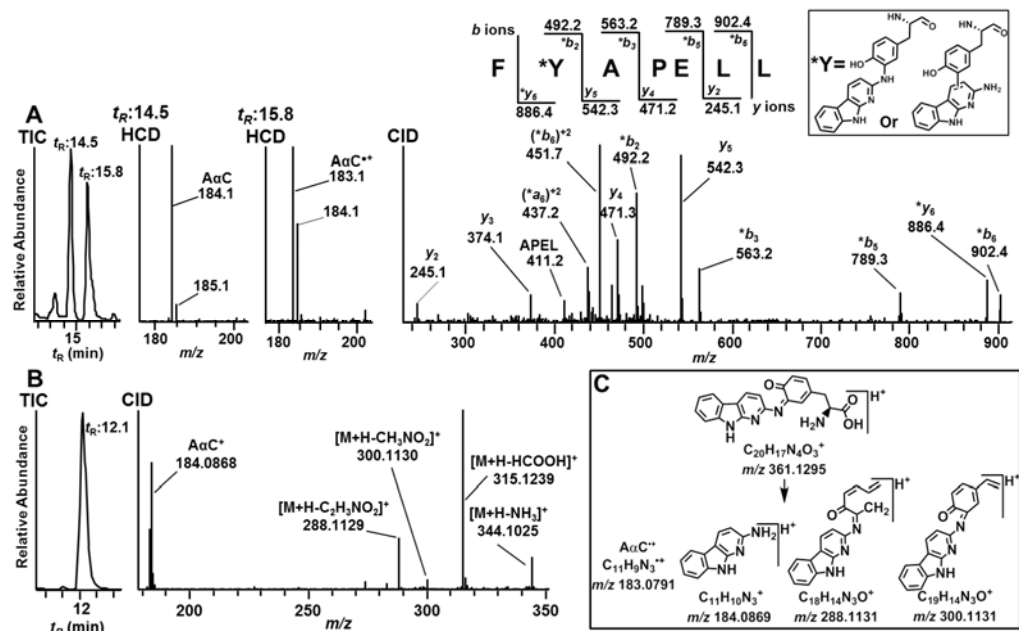 492.2 563.2 789.3 902.4
b ions *b2 *b3 *b5 *b6
F *Y A P E L L
*y6 y5 y4 y2 y ions
886.4 542.3 471.2 245.1
*Y=
HN O
HO
NH
N
NH
Or
HN O
HO
NH2
N
NH
A
TIC
tR:14.5
tR:15.8
Relative Abundance
15
tR (min)
tR:14.5
HCD
AαC
184.1
185.1
180 200
m/z
tR:15.8
HCD
AαC•+
183.1
184.1
180 200
m/z
CID
y2
245.1
y3
374.1
APEL
411.2
(*a6)+2
437.2
(*b6)+2
451.7
y4
471.3
*b2
492.2
y5
542.3
*b3
563.2
*b5
789.3
*y6
886.4
*b6
902.4
300 400 500 600 700 800 900
m/z
B
TIC
tR:12.1
Relative Abundance
12
tR (min)
CID
AαC+
184.0868
[M+H-C2H3NO2]+
288.1129
[M+H-CH3NO2]+
300.1130
[M+H-HCOOH]+
315.1239
[M+H-NH3]+
344.1025
200 250 300 350
m/z
C
O
H+
N
N
NH
H2N
O
OH
C20H17N4O3+
m/z 361.1295
AαC•+
C11H9N3•+
m/z 183.0791
NH2
H+
N
NH
C11H10N3+
m/z 184.0869
H+
O
CH2
N
N
NH
C18H14N3O+
m/z 288.1131
H+
O
N
N
NH
C19H14N3O+
m/z 300.1131